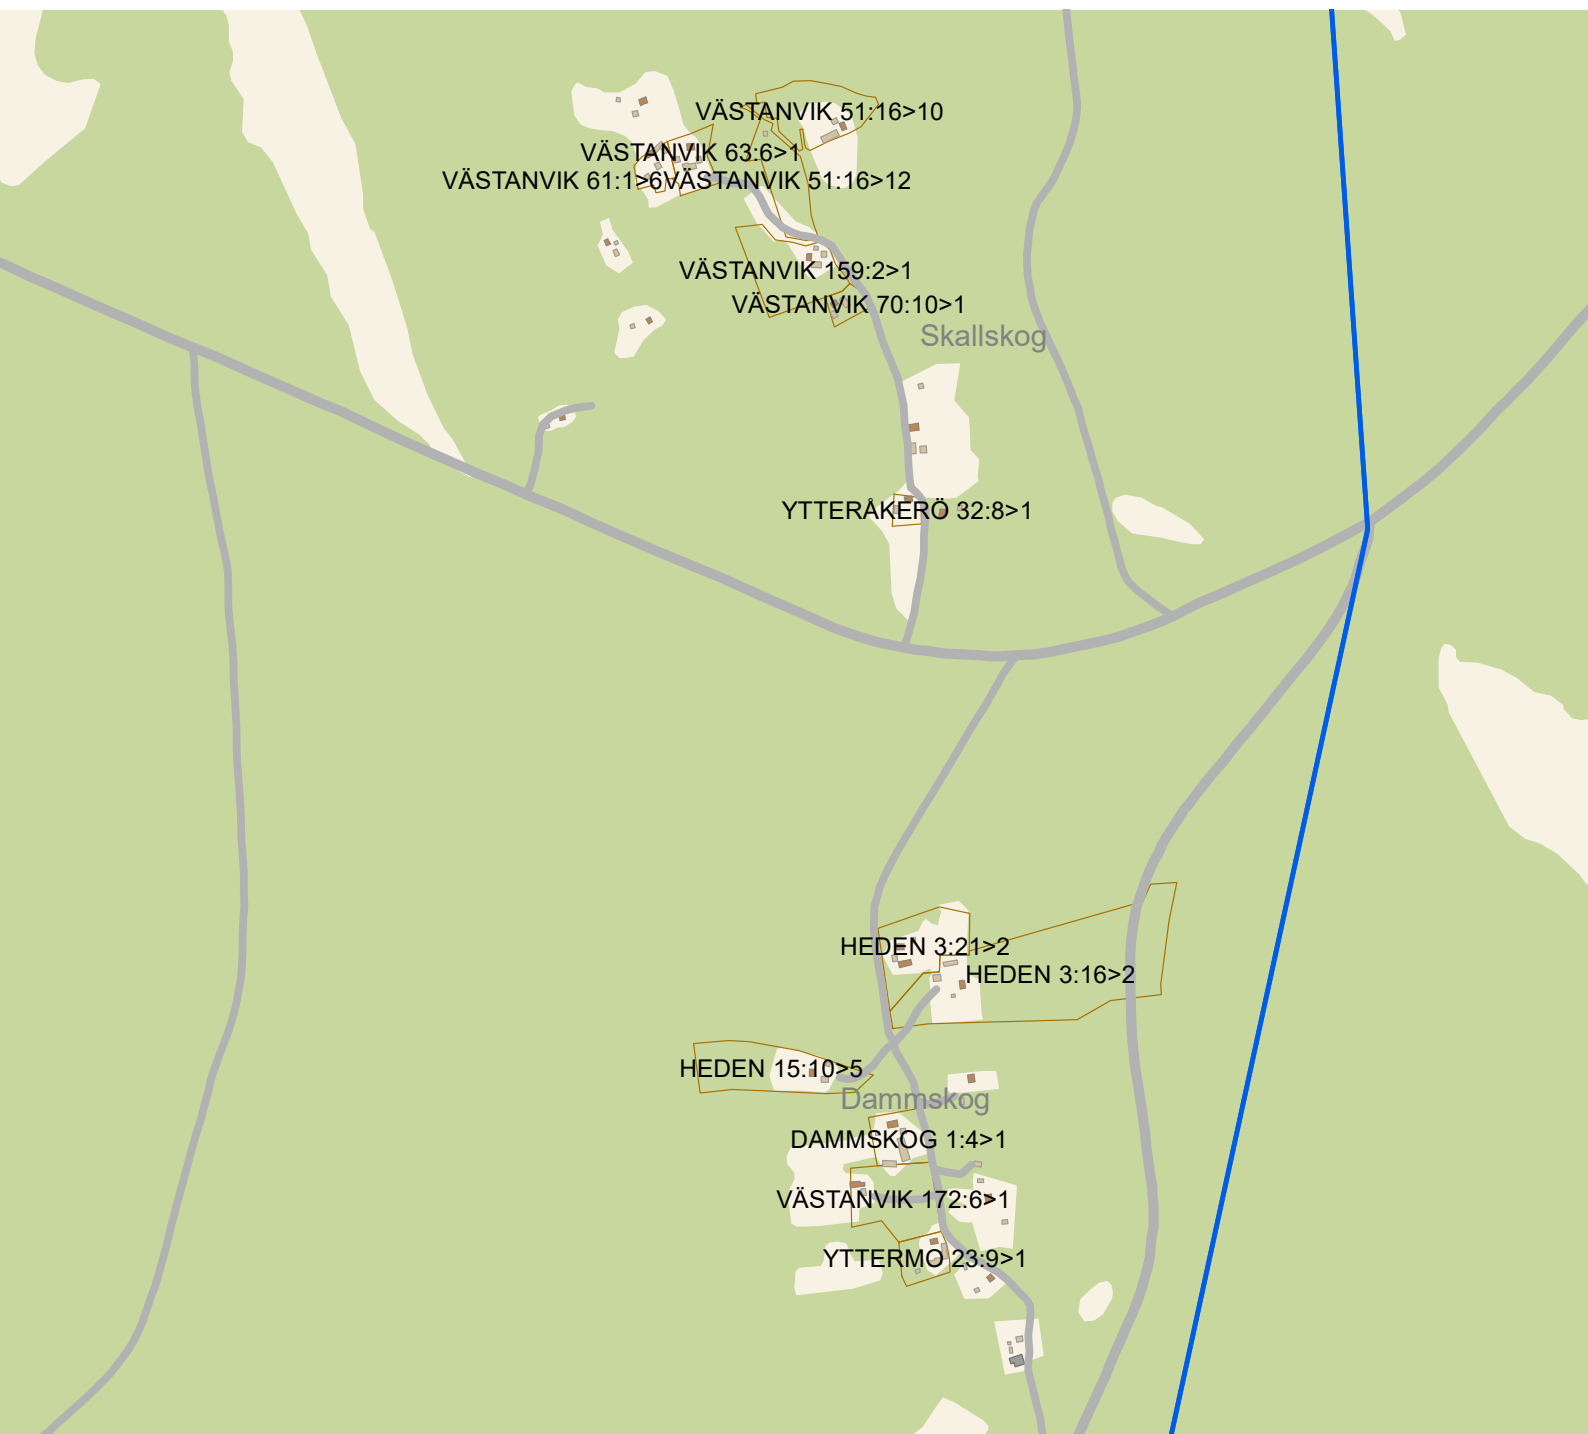 VÄSTANVIK 51:16>10
VÄSTANVIK 63:6>1
VÄSTANVIK 61:1>6
VÄSTANVIK 51:16>12
VÄSTANVIK 159:2>1
VÄSTANVIK 70:10>1
Skallskog
YTTERÅKERÖ 32:8>1
HEDEN 3:21>2
HEDEN 3:16>2
HEDEN 15:10>5
Dammskog
DAMMSKOG 1:4>1
VÄSTANVIK 172:6>1
YTTERMO 23:9>1